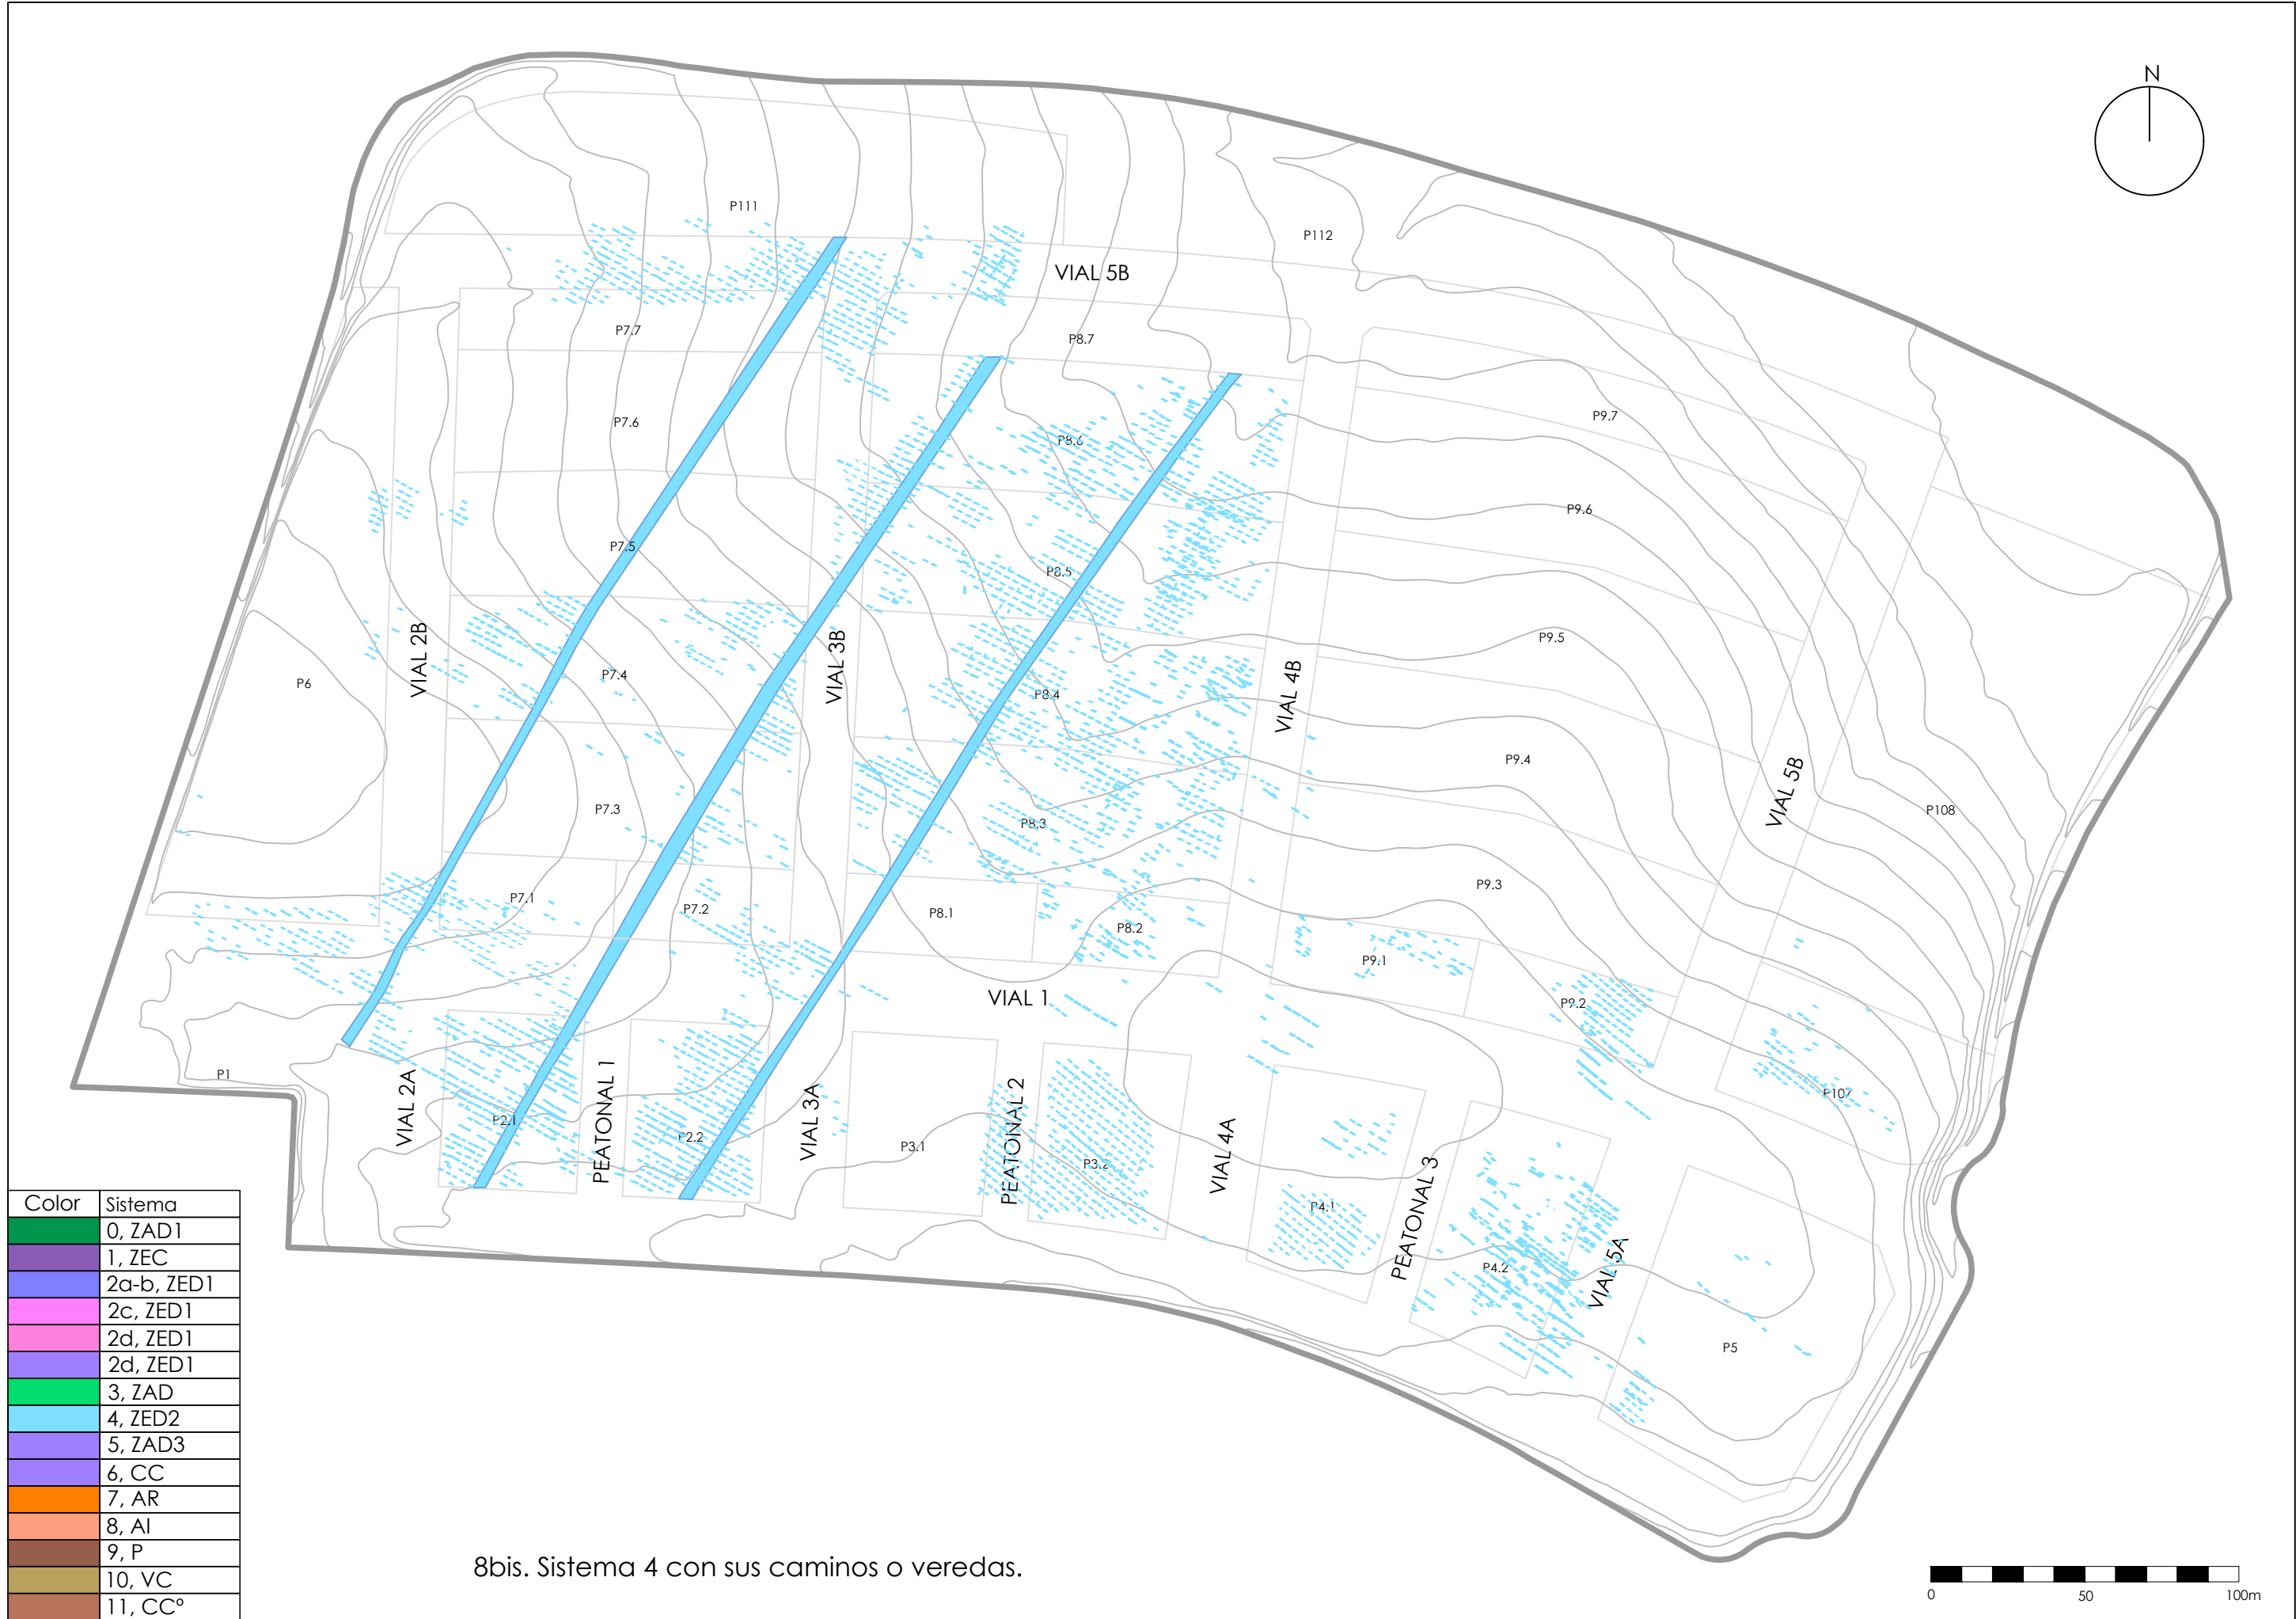 N
P111
P112
VIAL 5B
P7.7
P8.7
P9.7
P7.6
P8.6
P9.6
P7.5
P8.5
P9.5
P6
VIAL 2B
P7.4
VIAL 3B
P8.4
VIAL 4B
P9.4
VIAL 5B
P7.3
P8.3
P108
P9.3
P7.1
P7.2
P8.1
P8.2
P9.1
P9.2
VIAL 1
P1
P107
VIAL 2A
P2.1
PEATONAL 1
P2.2
VIAL 3A
P3.1
PEATONAL 2
P3.2
VIAL 4A
P4.1
PEATONAL 3
P4.2
VIAL 5A
P5
Color Sistema
0, ZAD1
1, ZEC
2a-b, ZED1
2c, ZED1
2d, ZED1
2d, ZED1
3, ZAD
4, ZED2
5, ZAD3
6, CC
7, AR
8, AI
9, P
10, VC
11, CCº
8bis. Sistema 4 con sus caminos o veredas.
0 50 100m